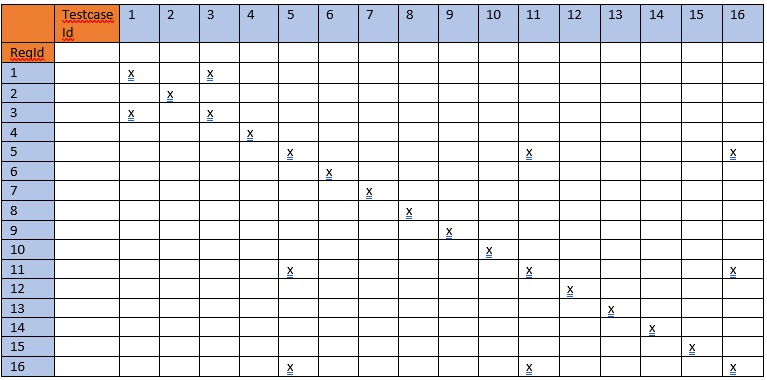 Testcase 1 2 3 4 5 6 7 8 9 10 11 12 13 14 15 16
Id
ReqId
1 x x
2 x
3 x x
4 x
5 x x x
6 x
7 x
8 x
9 x
10 x
11 x x x
12 x
13 x
14 x
15 x
16 x x x